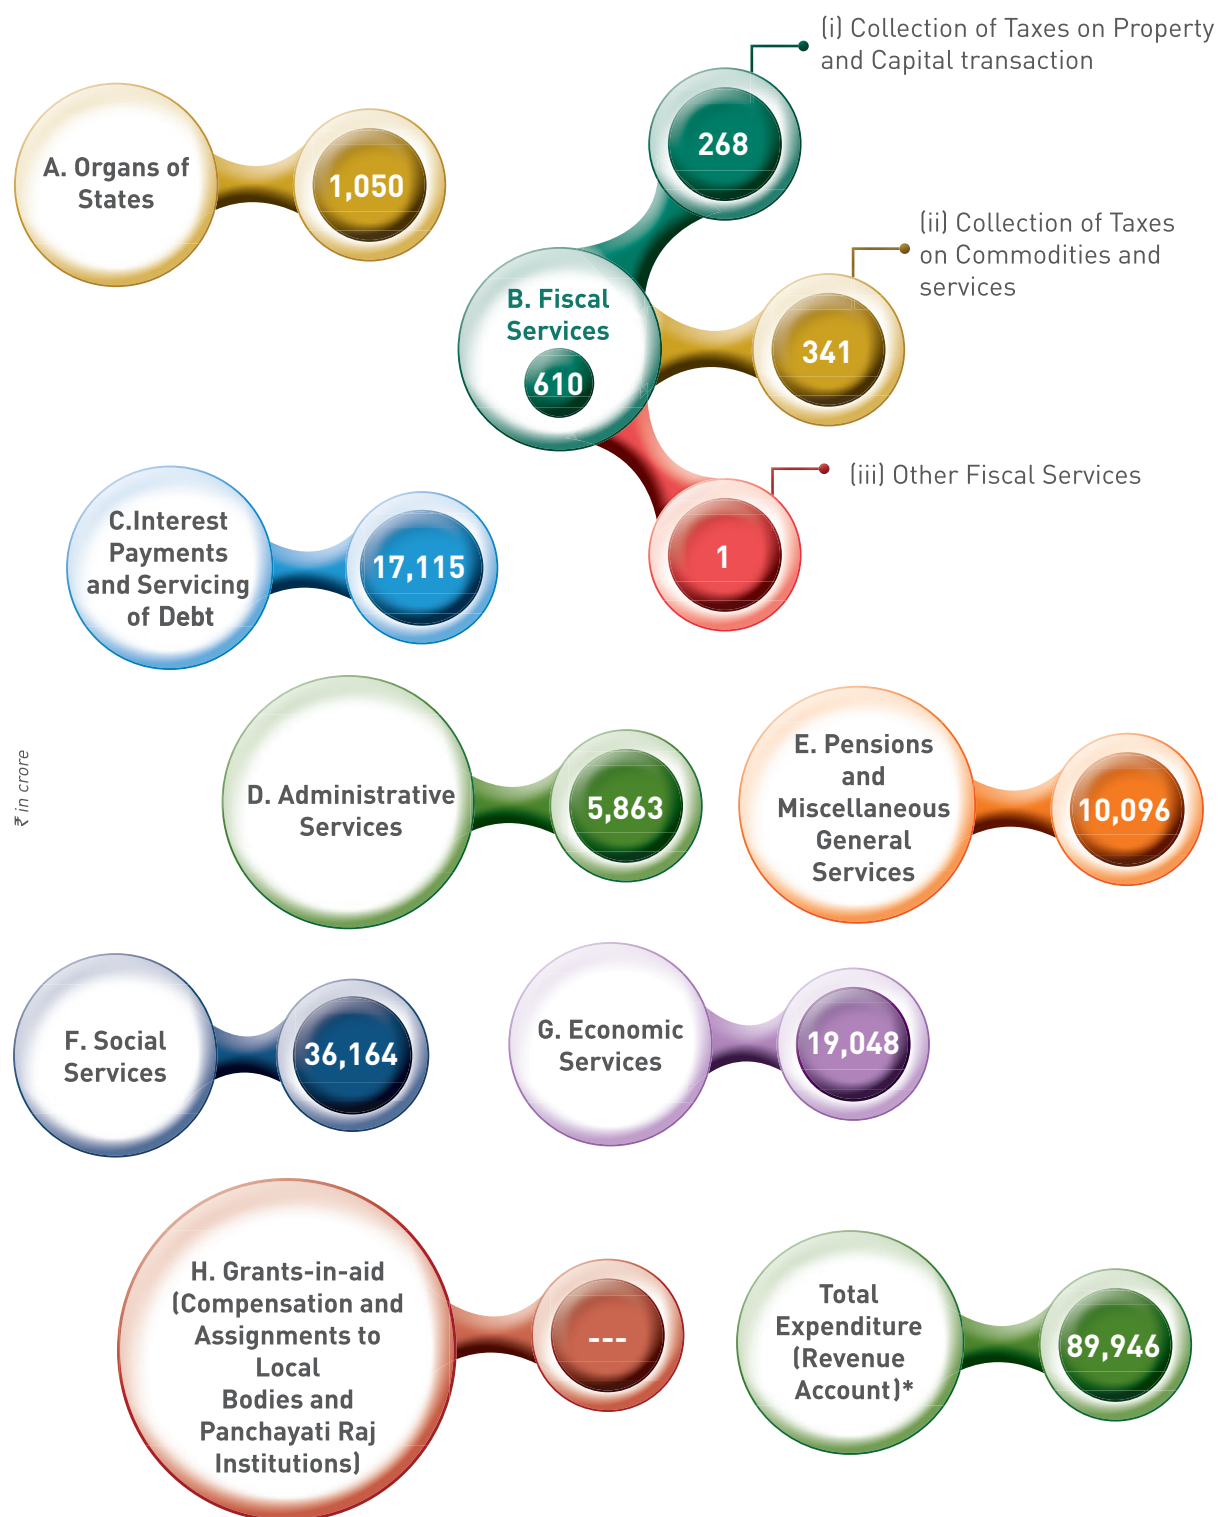 (i) Collection of Taxes on Property
and Capital transaction
268
A. Organs of
States
1,050
(ii) Collection of Taxes
on Commodities and
services
B. Fiscal
Services
610
341
(iii) Other Fiscal Services
1
C.Interest
Payments
and Servicing
of Debt
17,115
D. Administrative
Services
5,863
E. Pensions
and
Miscellaneous
General
Services
10,096
₹ in crore
F. Social
Services
36,164
G. Economic
Services
19,048
H. Grants-in-aid
(Compensation and
Assignments to
Local
Bodies and
Panchayati Raj
Institutions)
---
Total
Expenditure
(Revenue
Account)*
89,946